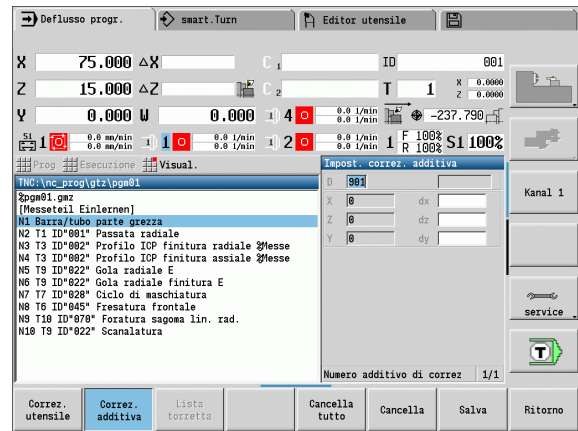 Deflusso progr. smart.Turn Editor utensile
X 75.000 △X C 1 ID 001
Z 15.000 △Z C 2 T 1 X 0.0000 Z 0.0000
Y 0.000 U 0.000 4 0 0.0 1/min -237.790
S1 1 0.0 mm/min 0.0 1/min 1 0 0.0 1/min 0.0 1/min 2 0 0.0 1/min 0.0 1/min 1 F 100% R 100% S1 100%
Prog Esecuzione Visual.
TNC:\nc_prog\gtz\pgm01
%pgm01.gmz
[Messeteil Einlernen]
N1 Barra/tubo parte grezza
N2 T1 ID"001" Passata radiale
N3 T3 ID"002" Profilo ICP finitura radiale %Messe
N4 T3 ID"002" Profilo ICP finitura assiale %Messe
N5 T9 ID"022" Gola radiale E
N6 T9 ID"022" Gola radiale finitura E
N7 T7 ID"028" Ciclo di maschiatura
N8 T6 ID"045" Fresatura frontale
N9 T10 ID"070" Foratura sagoma lin. rad.
N10 T9 ID"022" Scanalatura
Impost. correz. additiva
D 901
X 0 dx
Z 0 dz
Y 0 dy
Numero additivo di correz 1/1
Kanal 1
service
T
Correz. utensile
Correz. additiva
Lista torretta
Cancella tutto
Cancella
Salva
Ritorno